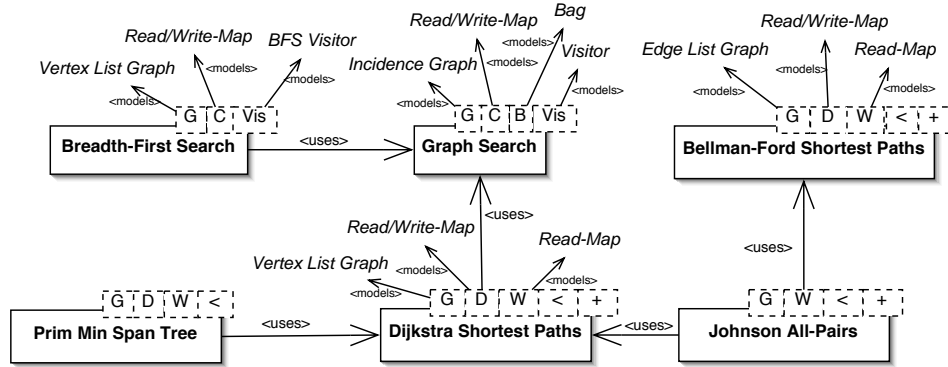 Bag
Read/Write-Map
BFS Visitor
Read/Write-Map
<models>
Visitor
Read/Write-Map
Edge List Graph
<models>
Read-Map
Vertex List Graph
<models>
<models>
Incidence Graph
<models>
<models>
<models>
<models>
<models>
<models>
<models>
G C Vis
G C B Vis
G D W < +
Breadth-First Search
<uses>
Graph Search
Bellman-Ford Shortest Paths
<uses>
Read/Write-Map
Read-Map
<uses>
Vertex List Graph
<models>
<models>
<models>
G D W <
G D W < +
G W < +
Prim Min Span Tree
<uses>
Dijkstra Shortest Paths
<uses>
Johnson All-Pairs